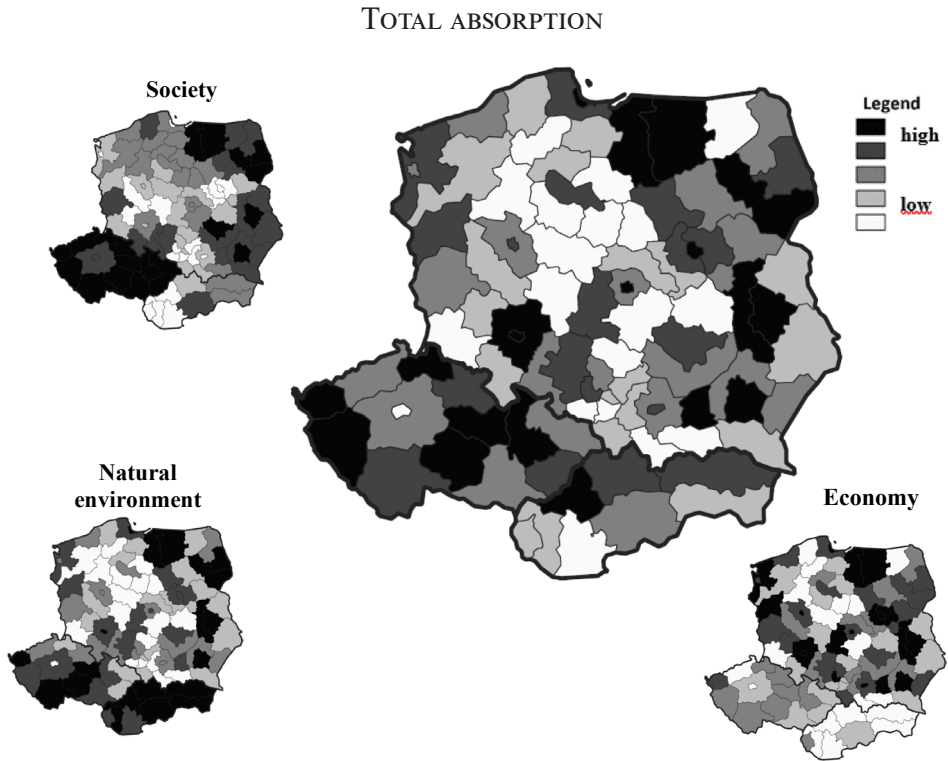 TOTAL ABSORPTION
Society
Legend
high
low
Natural
environment
Economy